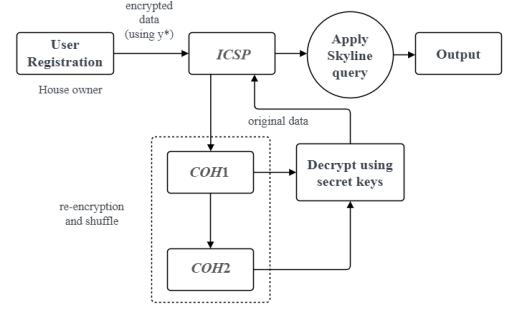 encrypted
data
(using y*)
User
Registration
ICSP
Apply
Skyline
query
Output
House owner
original data
COH1
Decrypt using
secret keys
re-encryption
and shuffle
COH2